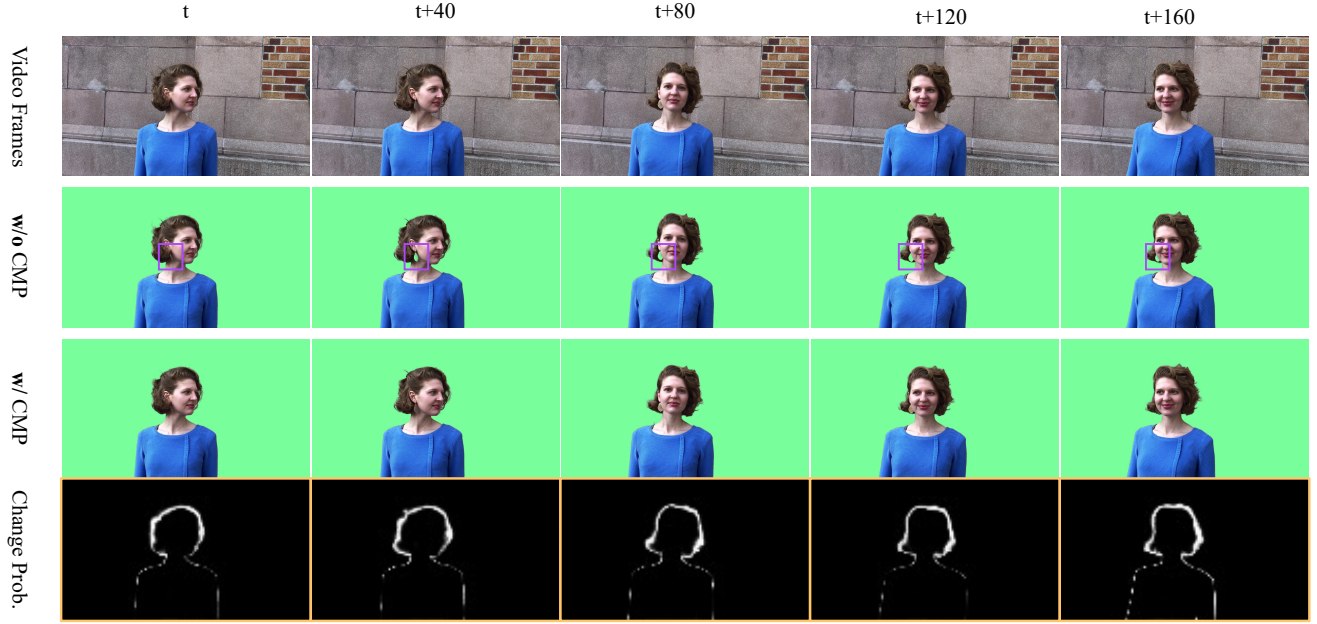 t
t+40
t+80
t+120
t+160
Video Frames
w/o CMP
w/ CMP
Change Prob.